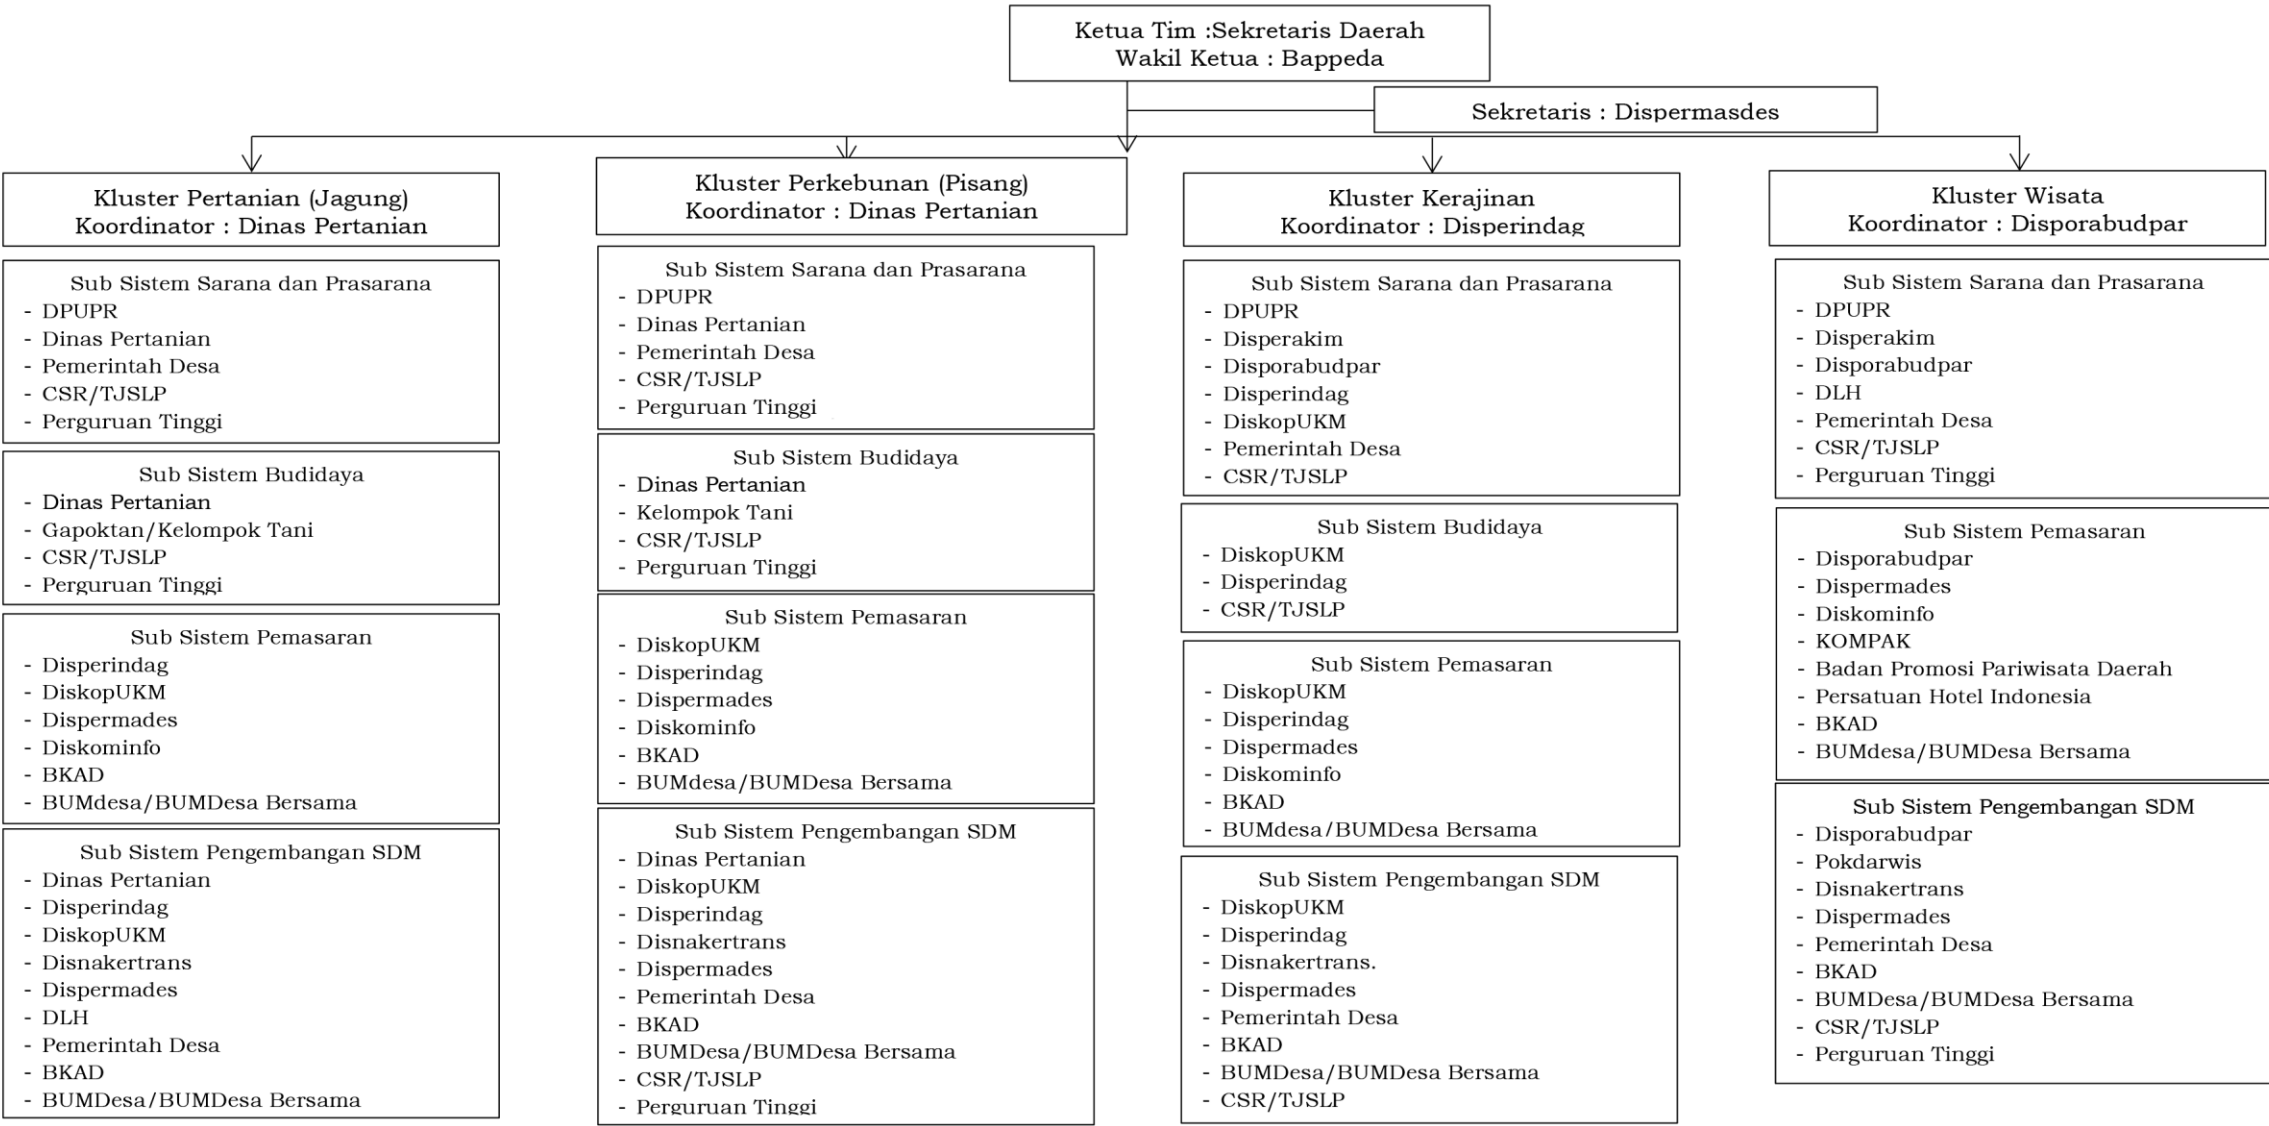 Ketua Tim :Sekretaris Daerah
Wakil Ketua : Bappeda
Sekretaris : Dispermasdes
Kluster Pertanian (Jagung)
Koordinator : Dinas Pertanian
Sub Sistem Sarana dan Prasarana
- DPUPR
- Dinas Pertanian
- Pemerintah Desa
- CSR/TJSLP
- Perguruan Tinggi
Sub Sistem Budidaya
- Dinas Pertanian
- Gapoktan/Kelompok Tani
- CSR/TJSLP
- Perguruan Tinggi
Sub Sistem Pemasaran
- Disperindag
- DiskopUKM
- Dispermades
- Diskominfo
- BKAD
- BUMdesa/BUMDesa Bersama
Sub Sistem Pengembangan SDM
- Dinas Pertanian
- Disperindag
- DiskopUKM
- Disnakertrans
- Dispermades
- DLH
- Pemerintah Desa
- BKAD
- BUMDesa/BUMDesa Bersama
Kluster Perkebunan (Pisang)
Koordinator : Dinas Pertanian
Sub Sistem Sarana dan Prasarana
- DPUPR
- Dinas Pertanian
- Pemerintah Desa
- CSR/TJSLP
- Perguruan Tinggi
Sub Sistem Budidaya
- Dinas Pertanian
- Kelompok Tani
- CSR/TJSLP
- Perguruan Tinggi
Sub Sistem Pemasaran
- DiskopUKM
- Disperindag
- Dispermades
- Diskominfo
- BKAD
- BUMdesa/BUMDesa Bersama
Sub Sistem Pengembangan SDM
- Dinas Pertanian
- DiskopUKM
- Disperindag
- Disnakertrans
- Dispermades
- Pemerintah Desa
- BKAD
- BUMDesa/BUMDesa Bersama
- CSR/TJSLP
- Perguruan Tinggi
Kluster Kerajinan
Koordinator : Disperindag
Sub Sistem Sarana dan Prasarana
- DPUPR
- Disperakim
- Disporabudpar
- Disperindag
- DiskopUKM
- Pemerintah Desa
- CSR/TJSLP
Sub Sistem Budidaya
- DiskopUKM
- Disperindag
- CSR/TJSLP
Sub Sistem Pemasaran
- DiskopUKM
- Disperindag
- Dispermades
- Diskominfo
- BKAD
- BUMdesa/BUMDesa Bersama
Sub Sistem Pengembangan SDM
- DiskopUKM
- Disperindag
- Disnakertrans.
- Dispermades
- Pemerintah Desa
- BKAD
- BUMDesa/BUMDesa Bersama
- CSR/TJSLP
Kluster Wisata
Koordinator : Disporabudpar
Sub Sistem Sarana dan Prasarana
- DPUPR
- Disperakim
- Disporabudpar
- DLH
- Pemerintah Desa
- CSR/TJSLP
- Perguruan Tinggi
Sub Sistem Pemasaran
- Disporabudpar
- Dispermades
- Diskominfo
- KOMPAK
- Badan Promosi Pariwisata Daerah
- Persatuan Hotel Indonesia
- BKAD
- BUMdesa/BUMDesa Bersama
Sub Sistem Pengembangan SDM
- Disporabudpar
- Pokdarwis
- Disnakertrans
- Dispermades
- Pemerintah Desa
- BKAD
- BUMDesa/BUMDesa Bersama
- CSR/TJSLP
- Perguruan Tinggi